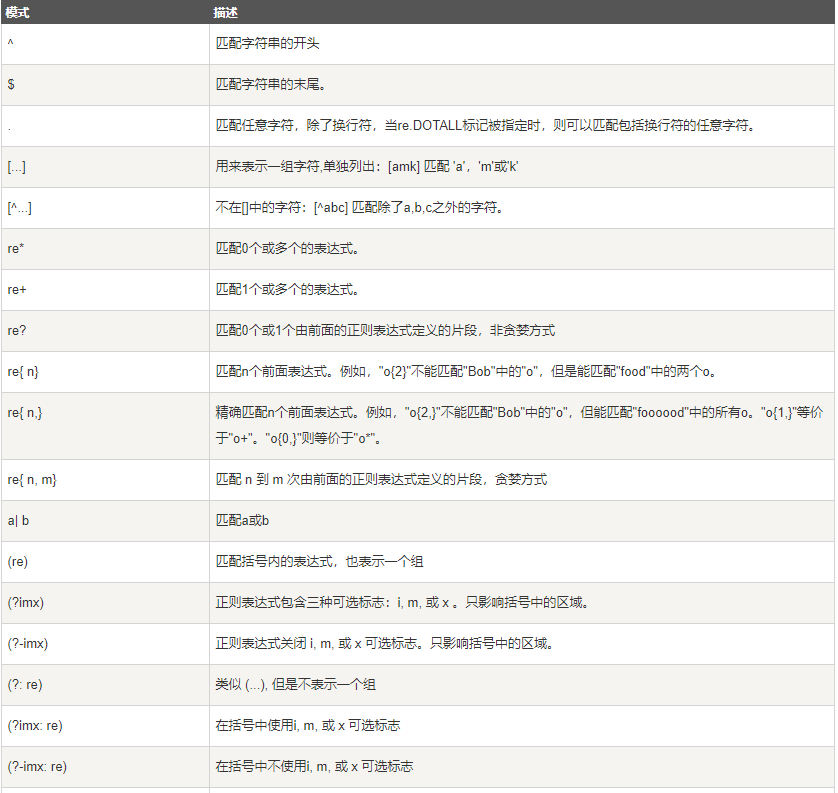 模式 描述
^ 匹配字符串的开头
$ 匹配字符串的末尾。
. 匹配任意字符，除了换行符，当re.DOTALL标记被指定时，则可以匹配包括换行符的任意字符。
[...] 用来表示一组字符,单独列出：[amk] 匹配 'a'，'m'或'k'
[^...] 不在[]中的字符：[^abc] 匹配除了a,b,c之外的字符。
re* 匹配0个或多个的表达式。
re+ 匹配1个或多个的表达式。
re? 匹配0个或1个由前面的正则表达式定义的片段，非贪婪方式
re{ n} 匹配n个前面表达式。例如，"o{2}"不能匹配"Bob"中的"o"，但是能匹配"food"中的两个o。
re{ n,} 精确匹配n个前面表达式。例如，"o{2,}"不能匹配"Bob"中的"o"，但能匹配"foooood"中的所有o。"o{1,}"等价
于"o+"。"o{0,}"则等价于"o*"。
re{ n, m} 匹配 n 到 m 次由前面的正则表达式定义的片段，贪婪方式
a| b 匹配a或b
(re) 匹配括号内的表达式，也表示一个组
(?imx) 正则表达式包含三种可选标志：i, m, 或 x 。只影响括号中的区域。
(?-imx) 正则表达式关闭 i, m, 或 x 可选标志。只影响括号中的区域。
(?: re) 类似 (...), 但是不表示一个组
(?imx: re) 在括号中使用i, m, 或 x 可选标志
(?-imx: re) 在括号中不使用i, m, 或 x 可选标志